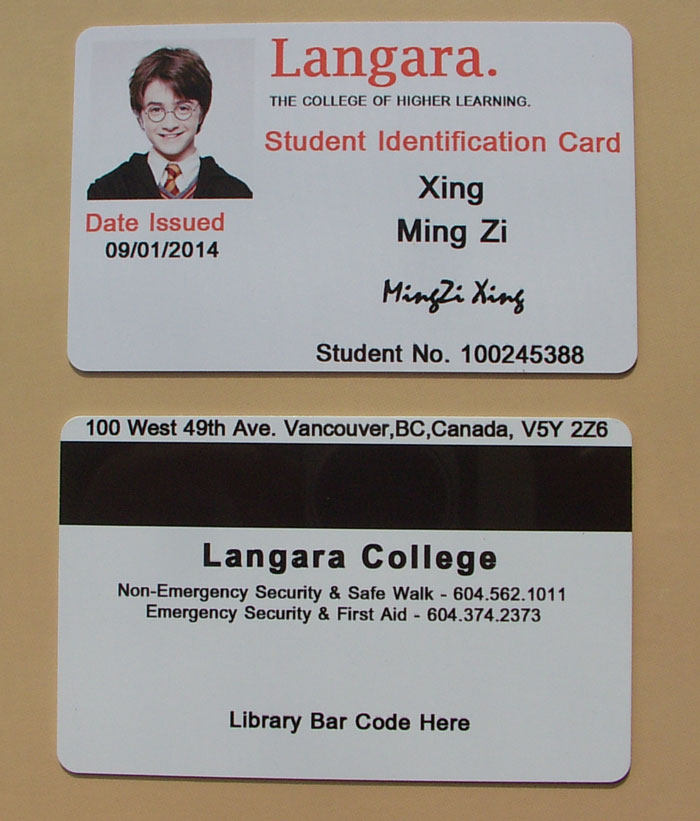 Langara.
THE COLLEGE OF HIGHER LEARNING.
Student Identification Card
Xing
Ming Zi
Date Issued
09/01/2014
MingZi Xing
Student No. 100245388
100 West 49th Ave. Vancouver,BC,Canada, V5Y 2Z6
Langara College
Non-Emergency Security & Safe Walk - 604.562.1011
Emergency Security & First Aid - 604.374.2373
Library Bar Code Here